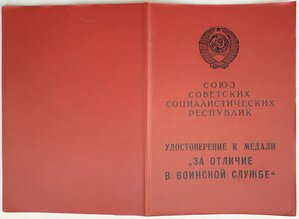 СОЮЗ
СОВЕТСКИХ
СОЦИАЛИСТИЧЕСКИХ
РЕСПУБЛИК
УДОСТОВЕРЕНИЕ К МЕДАЛИ
„ЗА ОТЛИЧИЕ
В ВОИНСКОЙ СЛУЖБЕ“